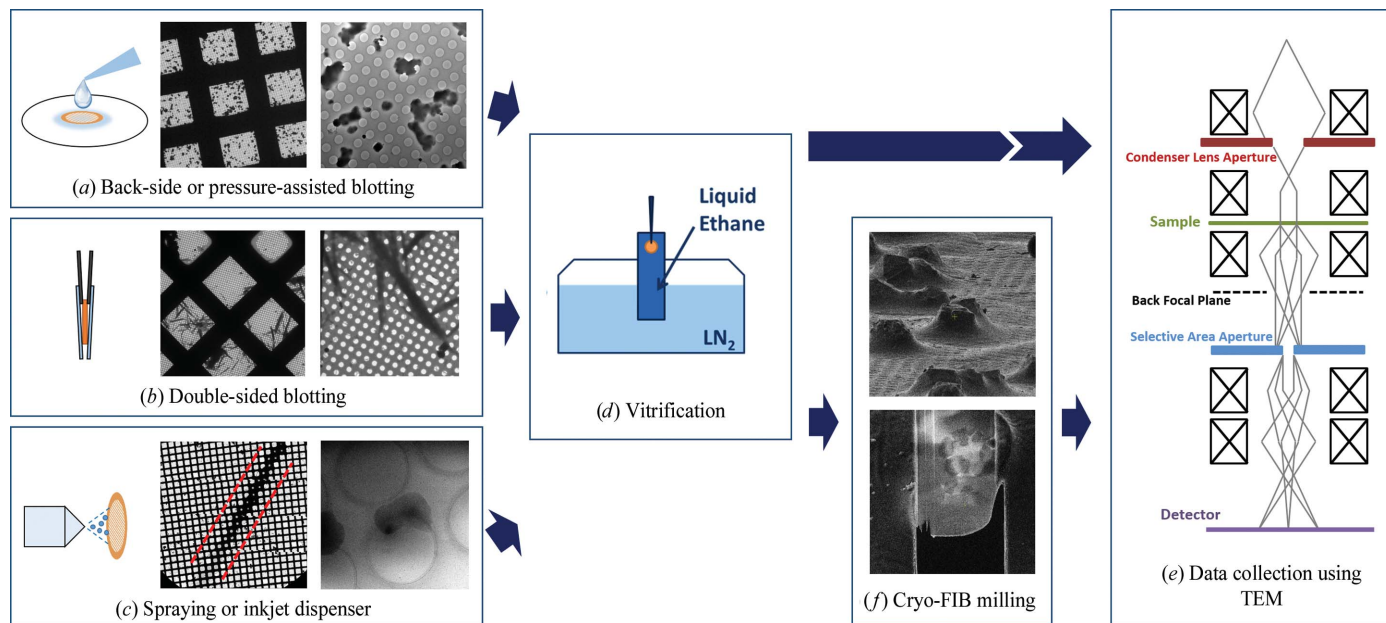 (a) Back-side or pressure-assisted blotting
(b) Double-sided blotting
(c) Spraying or inkjet dispenser
Liquid
Ethane
LN2
(d) Vitrification
(f) Cryo-FIB milling
Condenser Lens Aperture
Sample
Back Focal Plane
Selective Area Aperture
Detector
(e) Data collection using
TEM